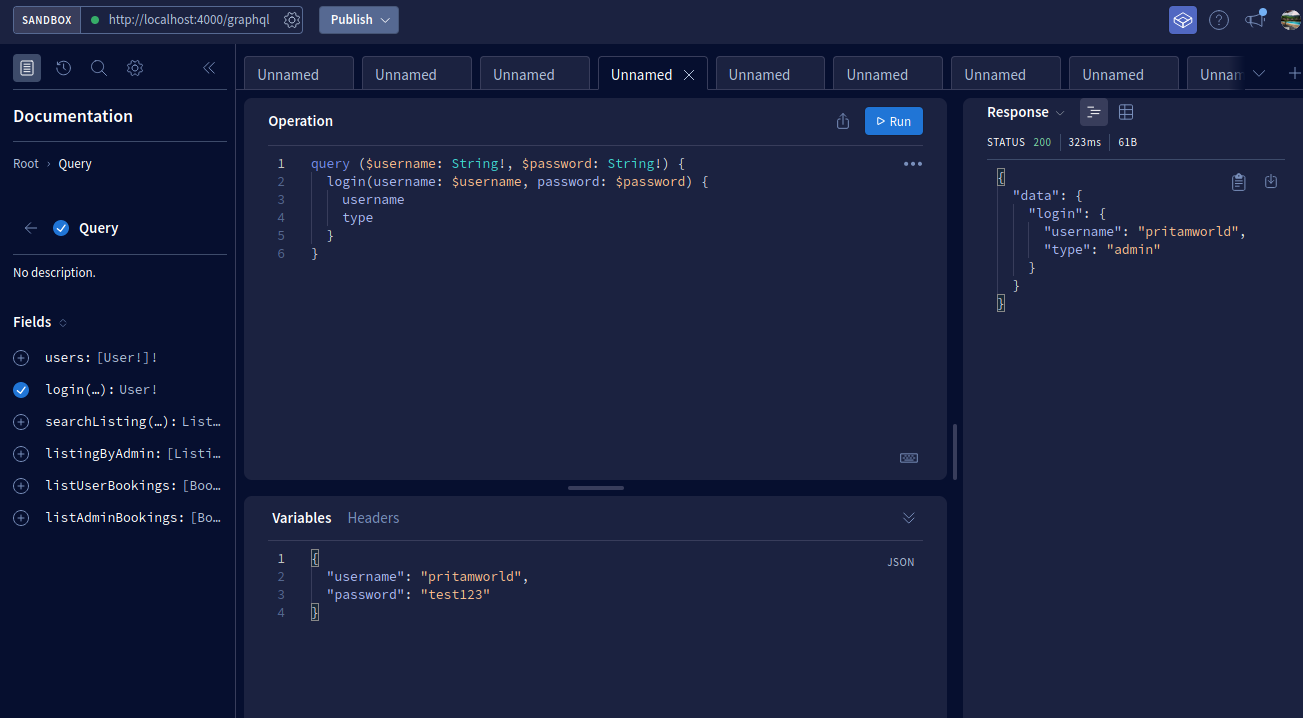 SANDBOX http://localhost:4000/graphql Publish
Documentation
Root › Query
Query
No description.
Fields
users: [User!]!
login(…): User!
searchListing(…): List…
listingByAdmin: [Listi…
listUserBookings: [Boo…
listAdminBookings: [Bo…
Unnamed Unnamed Unnamed Unnamed Unnamed Unnamed Unnamed Unnamed Unnam
Operation
Run
1 query ($username: String!, $password: String!) {
2 login(username: $username, password: $password) {
3 username
4 type
5 }
6 }
Variables Headers
JSON
1 {
2 "username": "pritamworld",
3 "password": "test123"
4 }
Response
STATUS 200 323ms 61B
{
"data": {
"login": {
"username": "pritamworld",
"type": "admin"
}
}
}